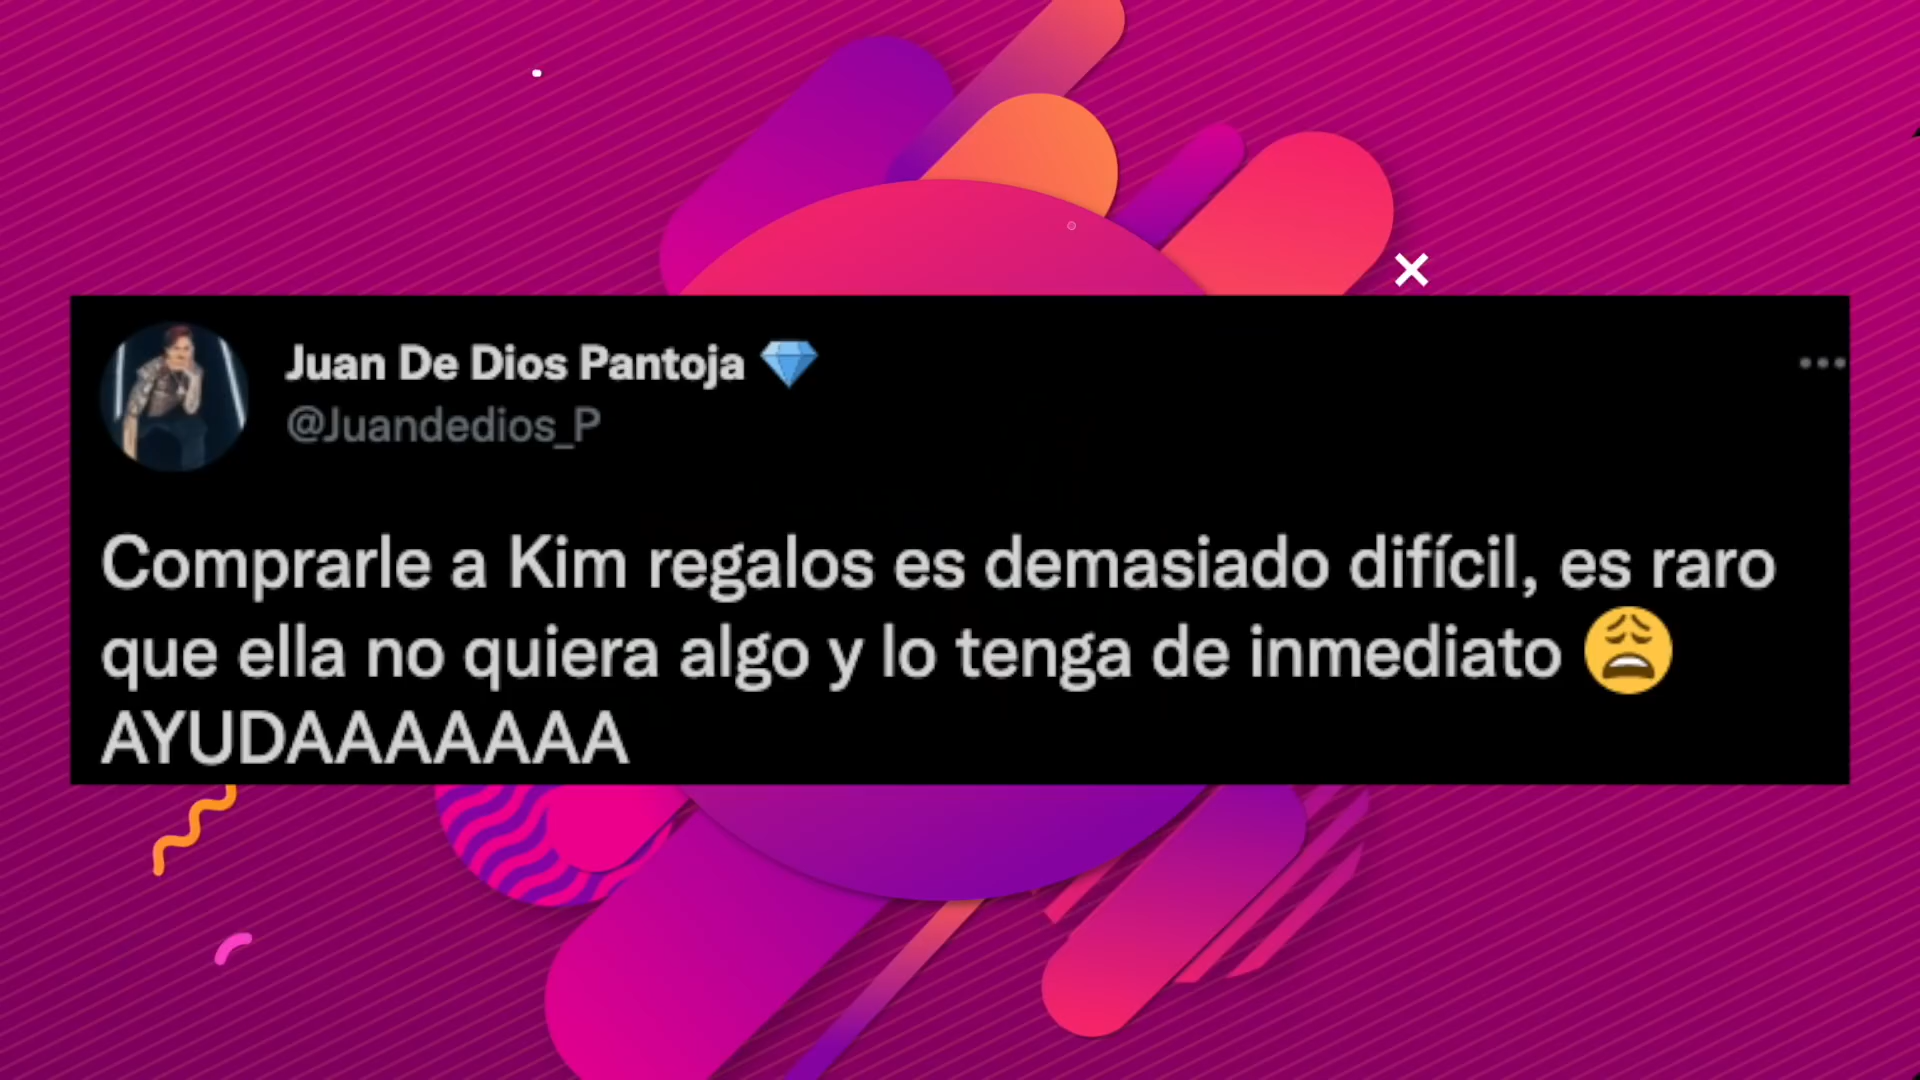 Juan De Dios Pantoja 💎
@Juandedios_P
Comprarle a Kim regalos es demasiado difícil, es raro
que ella no quiera algo y lo tenga de inmediato 😩
AYUDAAAAAAA